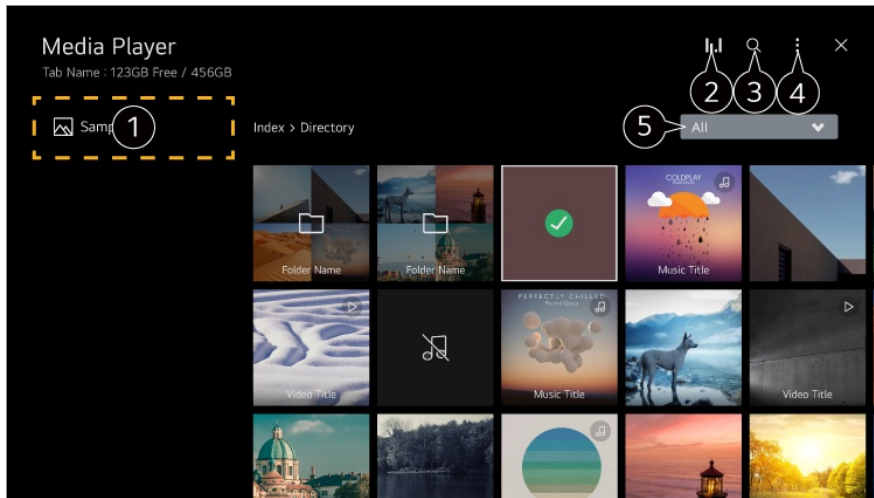 Media Player
Tab Name : 123GB Free / 456GB
2
3
4
1
Index > Directory
5
All
COLDPLAY
Folder Name
Folder Name
Music Title
PERFECTLY CHILLED
Video Title
Music Title
Video Title